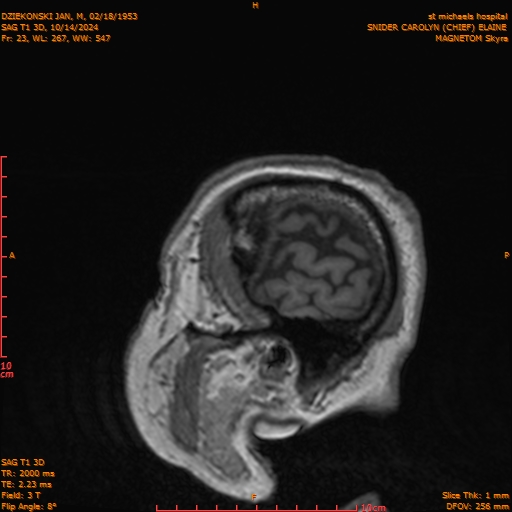 H
DZIEKONSKI JAN, M, 02/18/1953
SAG T1 3D, 10/14/2024
Fr: 23, WL: 267, WW: 547
st michaels hospital
SNIDER CAROLYN (CHIEF) ELAINE
MAGNETOM Skyra
A
P
10
cm
SAG T1 3D
TR: 2000 ms
TE: 2.23 ms
Field: 3 T
Flip Angle: 8°
F
10cm
Slice Thk: 1 mm
DFOV: 256 mm